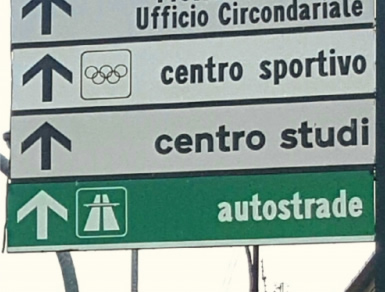 Ufficio Circondariale
centro sportivo
centro studi
autostrade